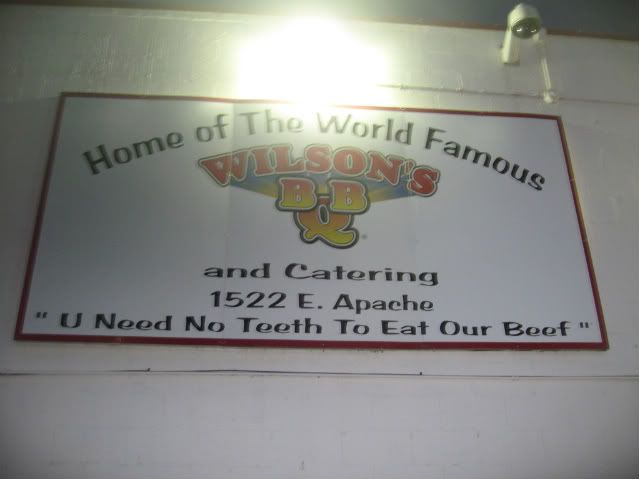 Home of The World Famous
WILSON'S
B-B
Q®
and Catering
1522 E. Apache
" U Need No Teeth To Eat Our Beef "